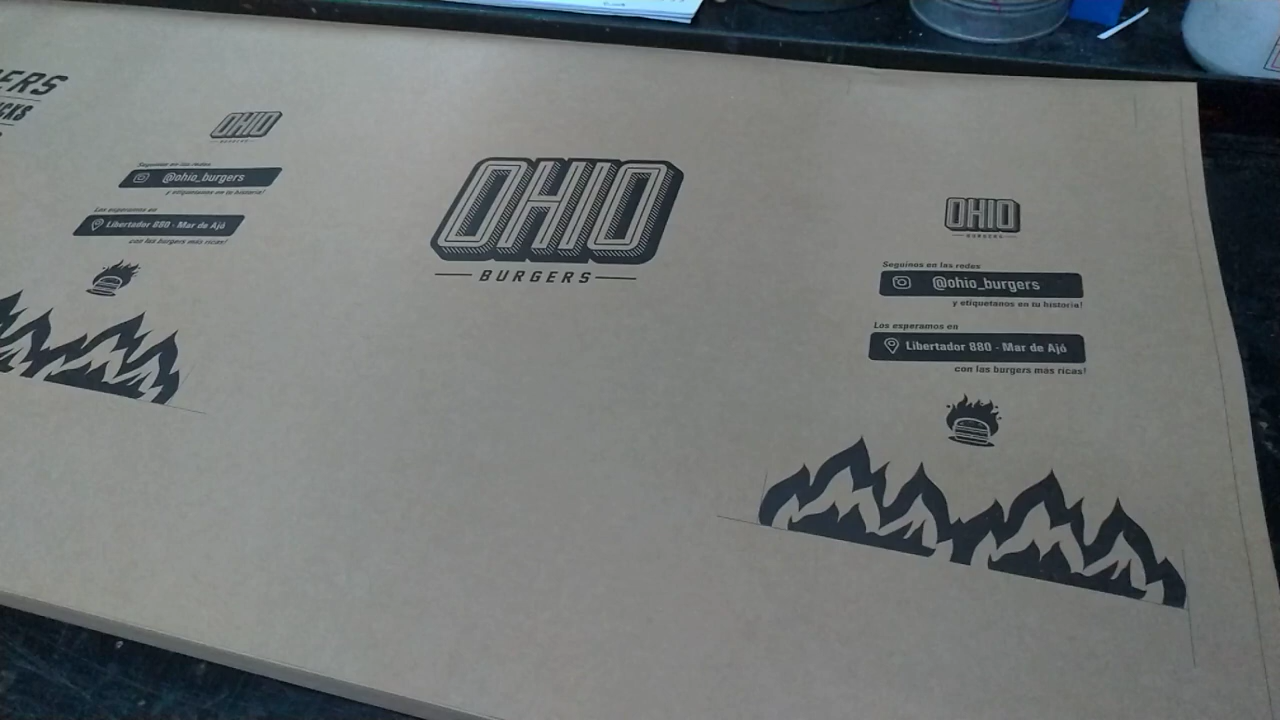 ERS
OHIO
BURGERS
Seguinos en las redes
@ohio_burgers
y etiquetanos en tu historia!
Los esperamos en
Libertador 880 - Mar de Ajó
con las burgers más ricas!
OHIO
BURGERS
OHIO
BURGERS
Seguinos en las redes
@ohio_burgers
y etiquetanos en tu historia!
Los esperamos en
Libertador 880 - Mar de Ajó
con las burgers más ricas!